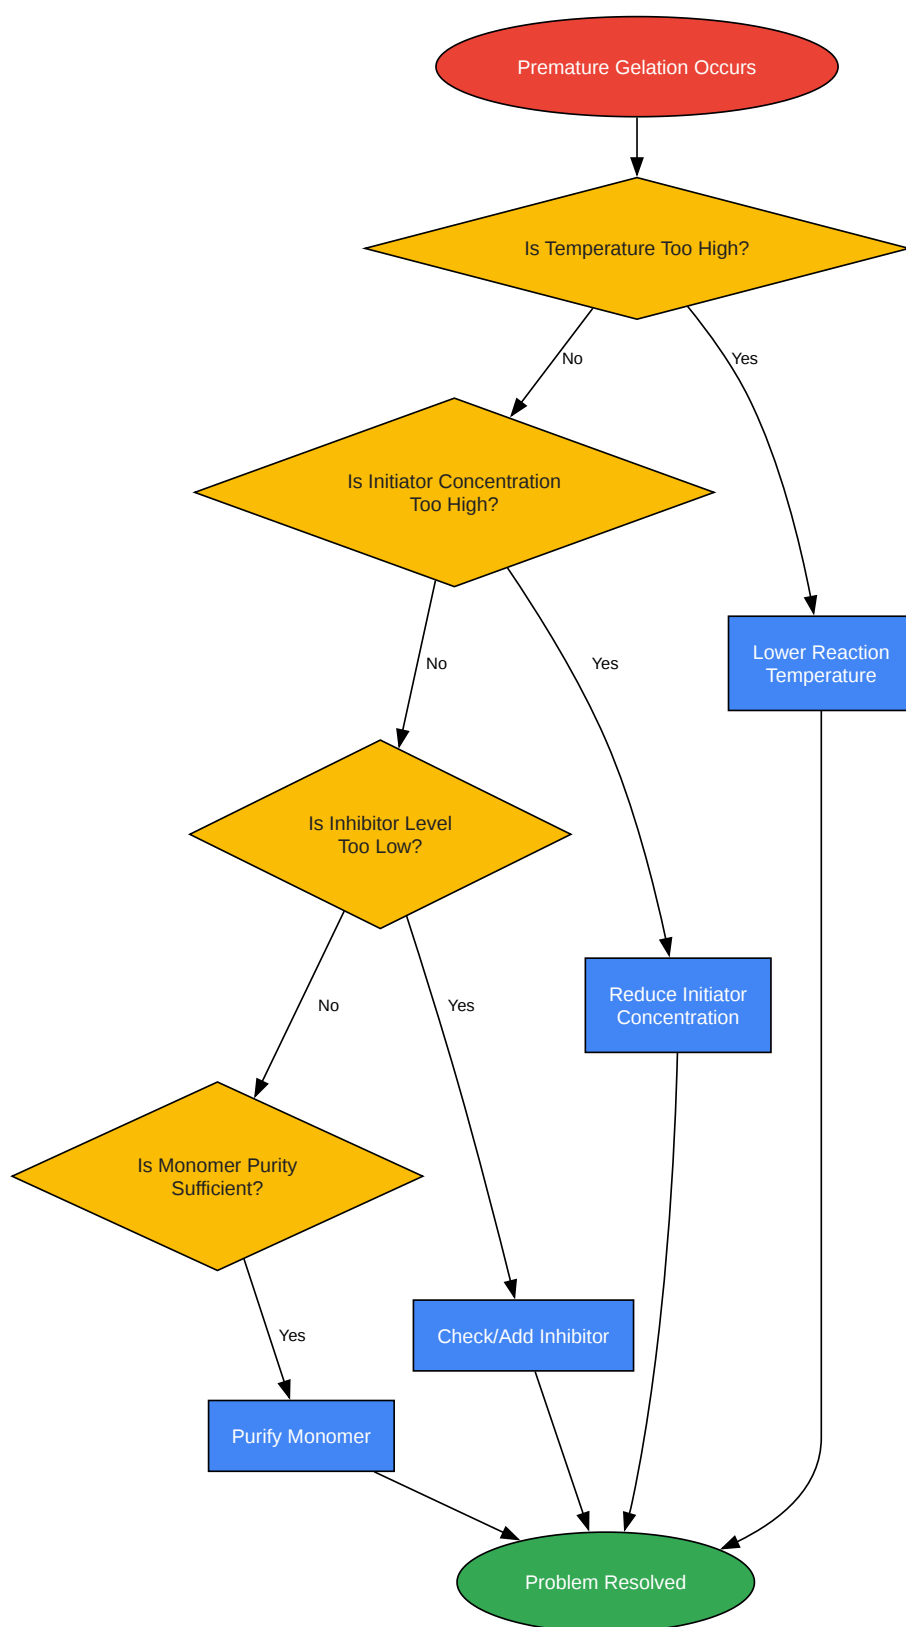 Premature Gelation Occurs
Is Temperature Too High?
No
Yes
Is Initiator Concentration
Too High?
No
Yes
Lower Reaction
Temperature
Is Inhibitor Level
Too Low?
No
Yes
Reduce Initiator
Concentration
Is Monomer Purity
Sufficient?
Yes
Check/Add Inhibitor
Purify Monomer
Problem Resolved